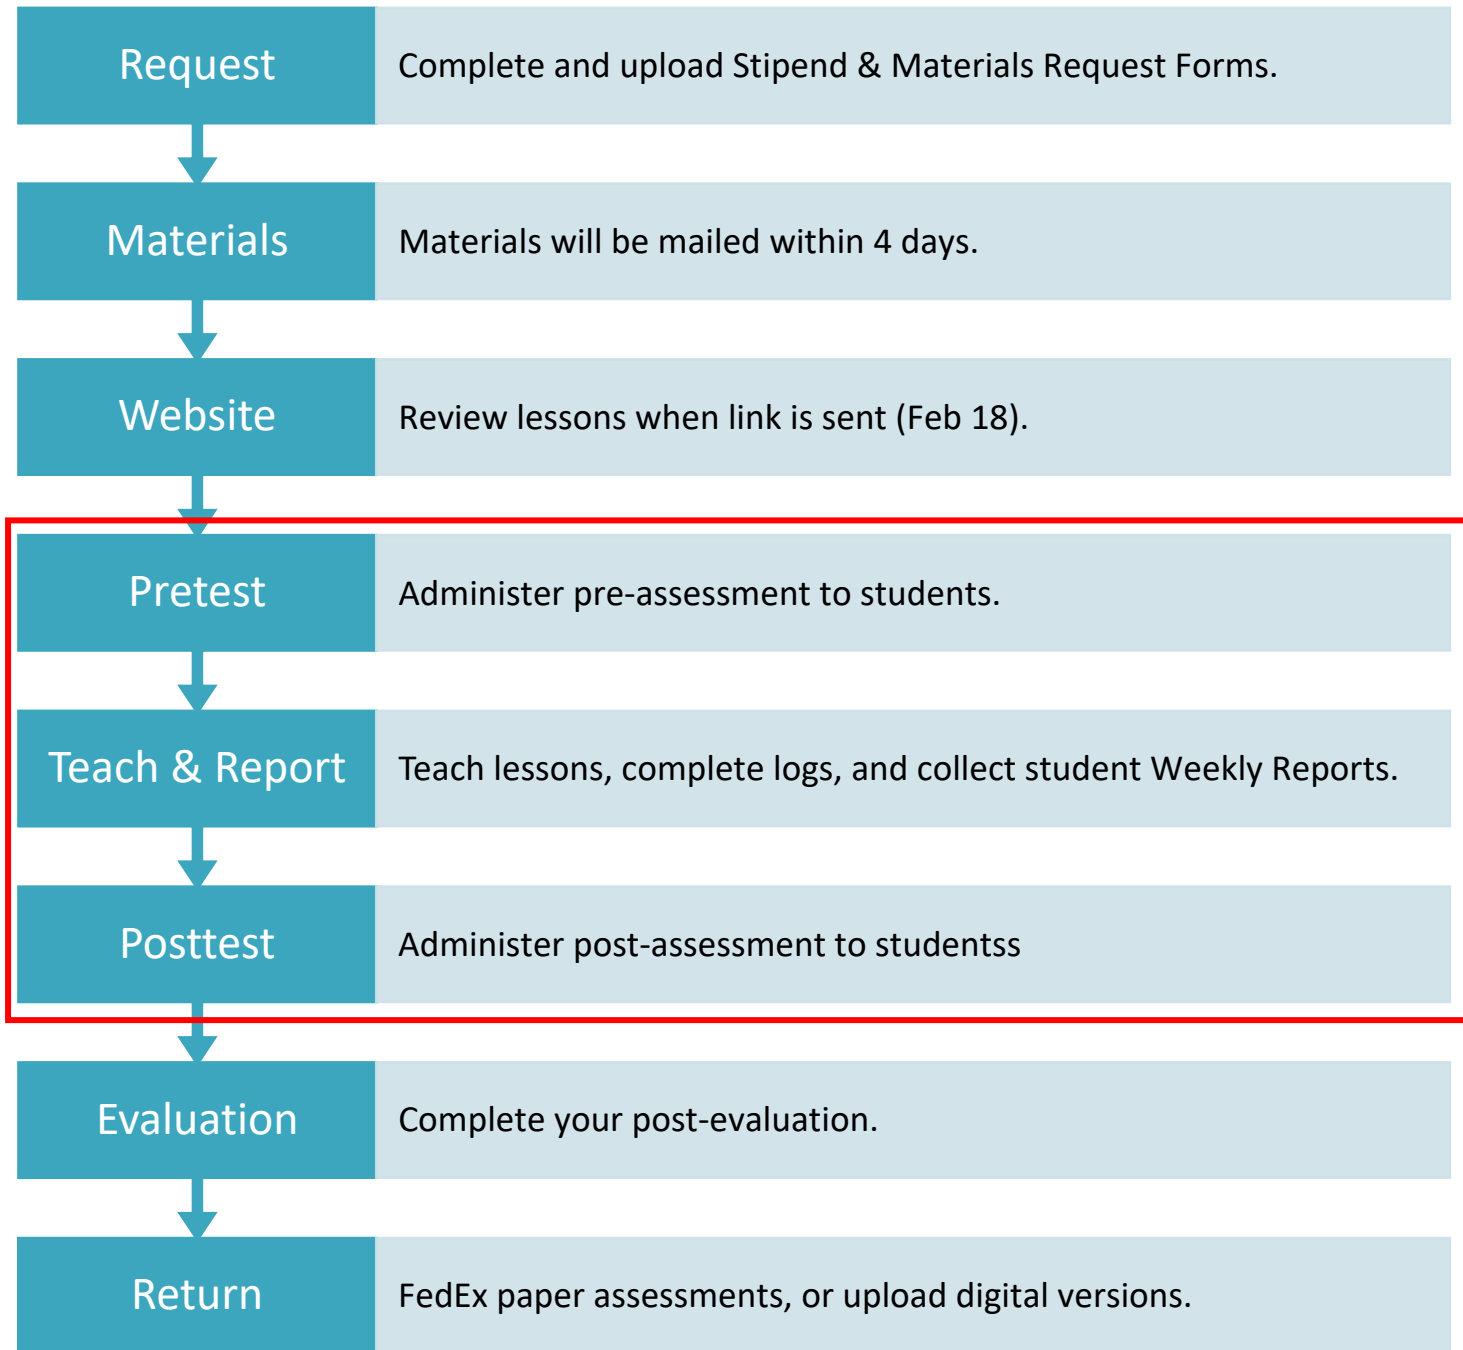 Request
Complete and upload Stipend & Materials Request Forms.
Materials
Materials will be mailed within 4 days.
Website
Review lessons when link is sent (Feb 18).
Pretest
Administer pre-assessment to students.
Teach & Report
Teach lessons, complete logs, and collect student Weekly Reports.
Posttest
Administer post-assessment to studentss
Evaluation
Complete your post-evaluation.
Return
FedEx paper assessments, or upload digital versions.